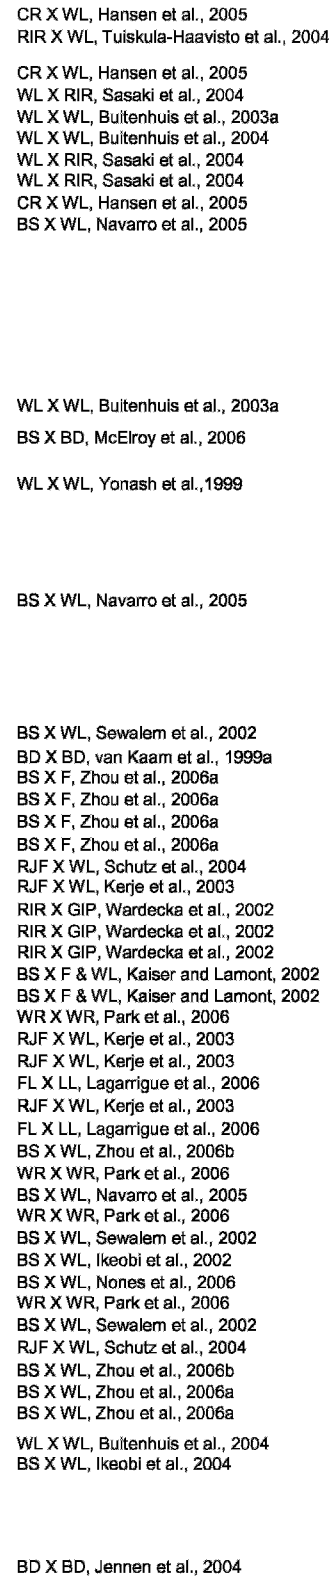 CR X WL, Hansen et al., 2005
RIR X WL, Tuiskula-Haavisto et al., 2004
CR X WL, Hansen et al., 2005
WL X RIR, Sasaki et al., 2004
WL X WL, Buitenhuis et al., 2003a
WL X WL, Buitenhuis et al., 2004
WL X RIR, Sasaki et al., 2004
WL X RIR, Sasaki et al., 2004
CR X WL, Hansen et al., 2005
BS X WL, Navarro et al., 2005
WL X WL, Buitenhuis et al., 2003a
BS X BD, McElroy et al., 2006
WL X WL, Yonash et al.,1999
BS X WL, Navarro et al., 2005
BS X WL, Sewalem et al., 2002
BD X BD, van Kaam et al., 1999a
BS X F, Zhou et al., 2006a
BS X F, Zhou et al., 2006a
BS X F, Zhou et al., 2006a
BS X F, Zhou et al., 2006a
RJF X WL, Schutz et al., 2004
RJF X WL, Kerje et al., 2003
RIR X GIP, Wardecka et al., 2002
RIR X GIP, Wardecka et al., 2002
RIR X GIP, Wardecka et al., 2002
BS X F & WL, Kaiser and Lamont, 2002
BS X F & WL, Kaiser and Lamont, 2002
WR X WR, Park et al., 2006
RJF X WL, Kerje et al., 2003
RJF X WL, Kerje et al., 2003
FL X LL, Lagarrigue et al., 2006
RJF X WL, Kerje et al., 2003
FL X LL, Lagarrigue et al., 2006
BS X WL, Zhou et al., 2006b
WR X WR, Park et al., 2006
BS X WL, Navarro et al., 2005
WR X WR, Park et al., 2006
BS X WL, Sewalem et al., 2002
BS X WL, Ikeobi et al., 2002
BS X WL, Nones et al., 2006
WR X WR, Park et al., 2006
BS X WL, Sewalem et al., 2002
RJF X WL, Schutz et al., 2004
BS X WL, Zhou et al., 2006b
BS X WL, Zhou et al., 2006a
BS X WL, Zhou et al., 2006a
WL X WL, Buitenhuis et al., 2004
BS X WL, Ikeobi et al., 2004
BD X BD, Jennen et al., 2004